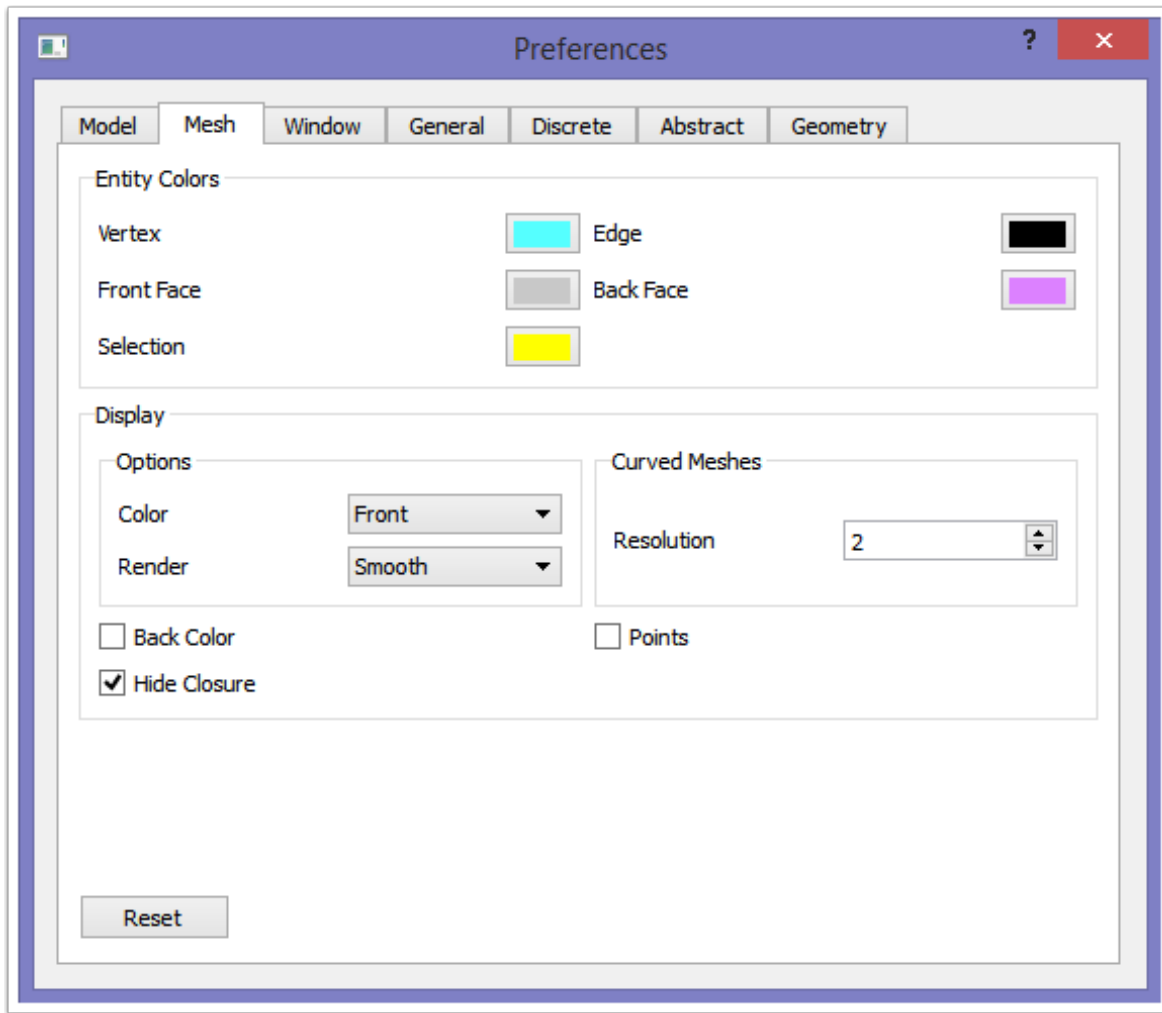 Preferences ?
Model Mesh Window General Discrete Abstract Geometry
Entity Colors
Vertex Edge
Front Face Back Face
Selection
Display
Options
Color Front
Render Smooth
Curved Meshes
Resolution 2
Back Color Points
Hide Closure
Reset